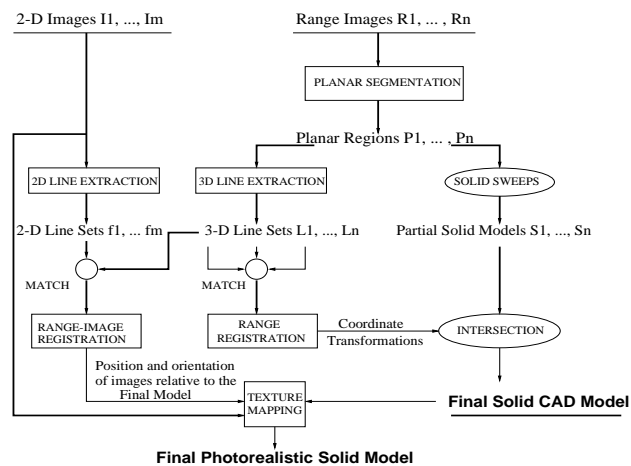 2-D Images I1, ..., Im
Range Images R1, ... , Rn
PLANAR SEGMENTATION
Planar Regions P1, ... , Pn
2D LINE EXTRACTION
3D LINE EXTRACTION
SOLID SWEEPS
2-D Line Sets f1, ... fm
3-D Line Sets L1, ..., Ln
Partial Solid Models S1, ..., Sn
MATCH
MATCH
RANGE-IMAGE
REGISTRATION
RANGE
REGISTRATION
Coordinate
Transformations
INTERSECTION
Position and orientation
of images relative to the
Final Model
TEXTURE
MAPPING
Final Solid CAD Model
Final Photorealistic Solid Model